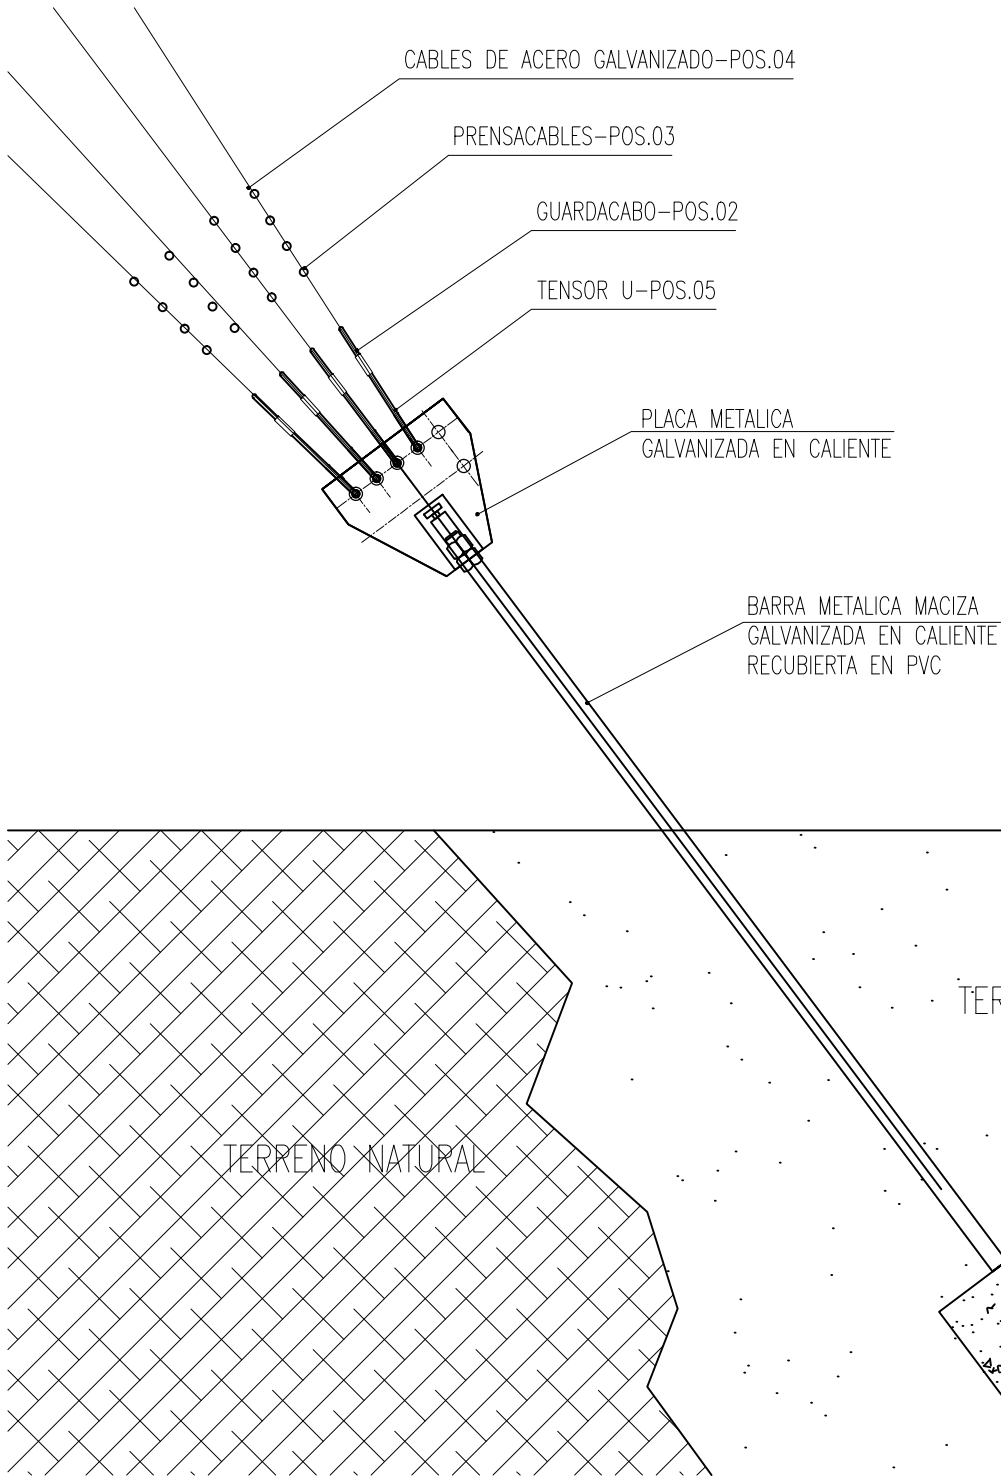 CABLES DE ACERO GALVANIZADO-POS.04
PRENSACABLES-POS.03
GUARDACABO-POS.02
TENSOR U-POS.05
PLACA METALICA
GALVANIZADA EN CALIENTE
BARRA METALICA MACIZA
GALVANIZADA EN CALIENTE
RECUBIERTA EN PVC
TER
TERRENO NATURAL